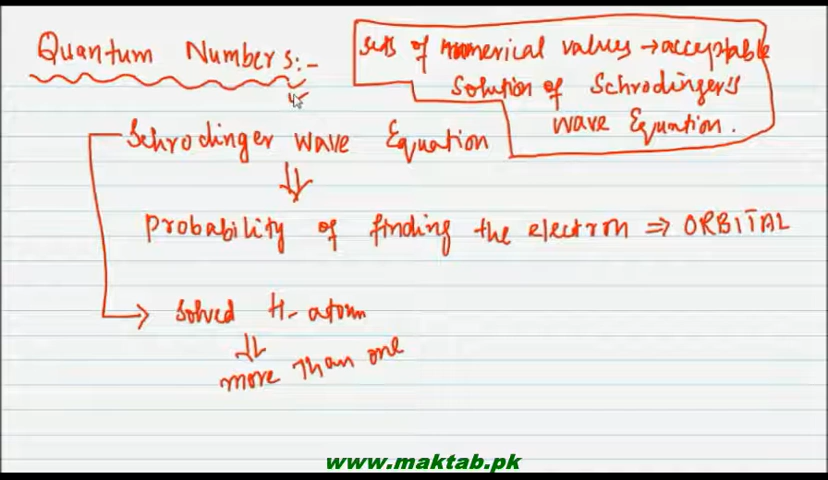 Quantum Numbers:-
Sets of numerical values → acceptable
Solution of Schrodinger's
wave Equation.
Schrodinger wave Equation
⇓
Probability of finding the electron ⇒ ORBITAL
Solved H- atom
⇓
more Than one
www.maktab.pk